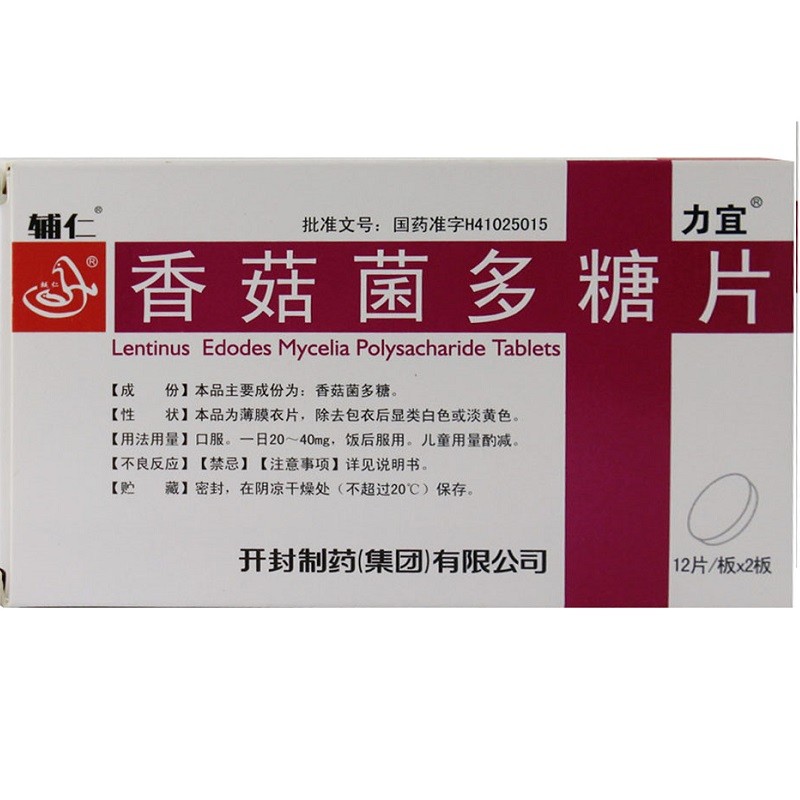 辅仁®
批准文号：国药准字H41025015
力宜®
辅仁
®
香菇菌多糖片
Lentinus Edodes Mycelia Polysacharide Tablets
【成　份】本品主要成份为：香菇菌多糖。
【性　状】本品为薄膜衣片，除去包衣后显类白色或淡黄色。
【用法用量】口服。一日20～40mg，饭后服用。儿童用量酌减。
【不良反应】【禁忌】【注意事项】详见说明书。
【贮　藏】密封，在阴凉干燥处（不超过20℃）保存。
开封制药(集团)有限公司
12片/板x2板